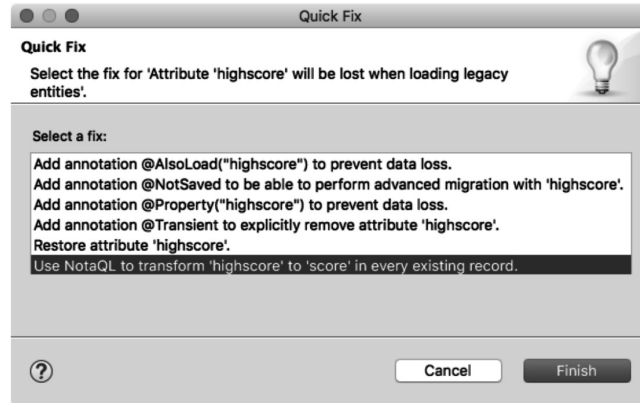 Quick Fix
Quick Fix
Select the fix for 'Attribute 'highscore' will be lost when loading legacy
entities'.
Select a fix:
Add annotation @AlsoLoad("highscore") to prevent data loss.
Add annotation @NotSaved to be able to perform advanced migration with 'highscore'.
Add annotation @Property("highscore") to prevent data loss.
Add annotation @Transient to explicitly remove attribute 'highscore'.
Restore attribute 'highscore'.
Use NotaQL to transform 'highscore' to 'score' in every existing record.
?
Cancel
Finish